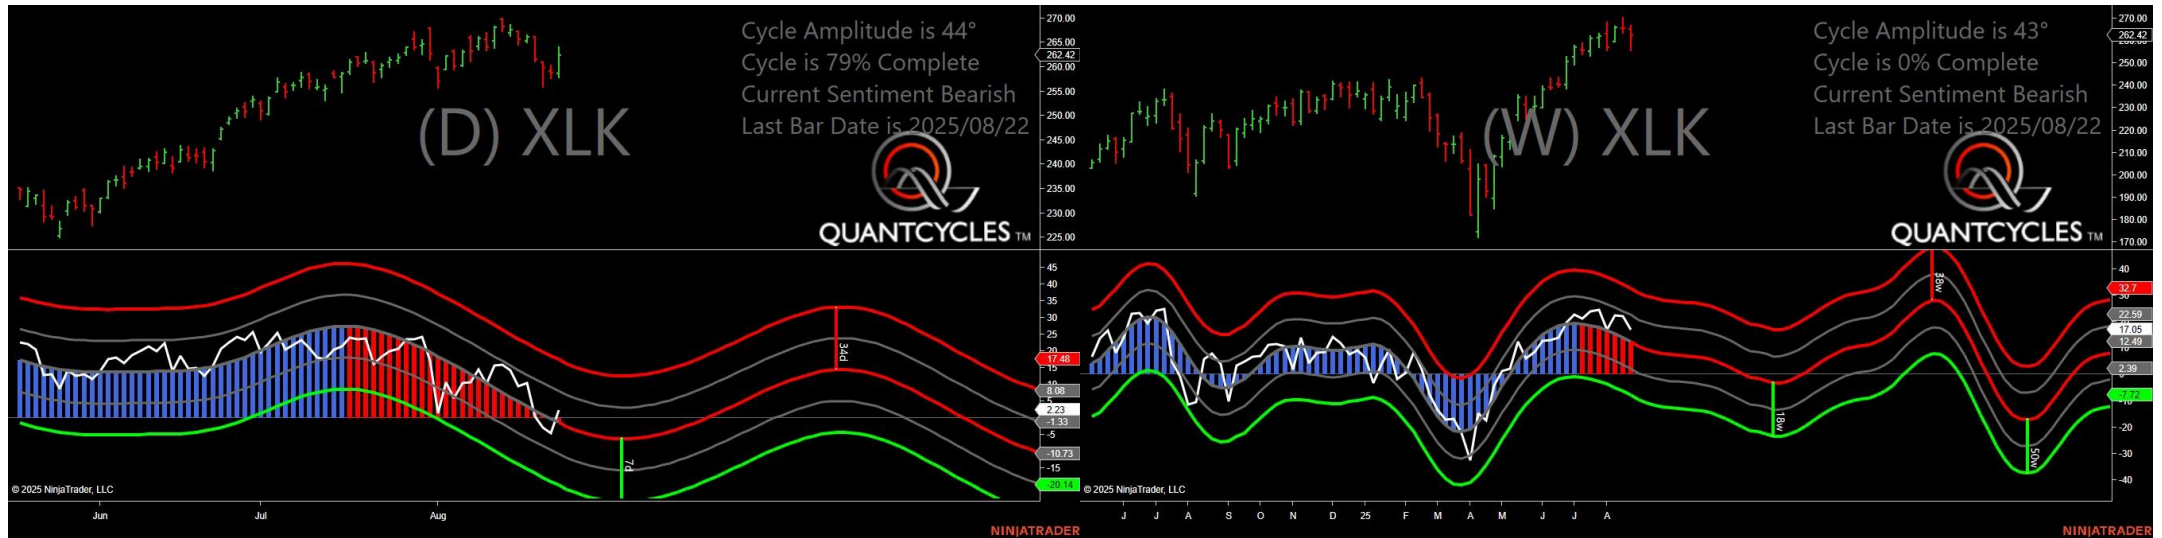 Cycle Amplitude is 44°
Cycle is 79% Complete
Current Sentiment Bearish
Last Bar Date is 2025/08/22
(D) XLK
QUANTCYCLES TM
270.00
265.00
262.42
260.00
255.00
250.00
245.00
240.00
235.00
230.00
225.00
45
40
35
30
25
20
17.48
15
10
8.08
5
2.23
-1.33
-5
-10.73
-15
-20.14
34d
7d
© 2025 NinjaTrader, LLC
Jun Jul Aug
NINJATRADER
Cycle Amplitude is 43°
Cycle is 0% Complete
Current Sentiment Bearish
Last Bar Date is 2025/08/22
(W) XLK
QUANTCYCLES TM
270.00
262.42
250.00
240.00
230.00
220.00
210.00
200.00
190.00
180.00
170.00
40
32.7
30
22.59
17.05
12.49
2.39
-7.72
-10
-20
-30
-40
38w
18w
50w
© 2025 NinjaTrader, LLC
J J A S O N D 25 F M A M J J A
NINJATRADER